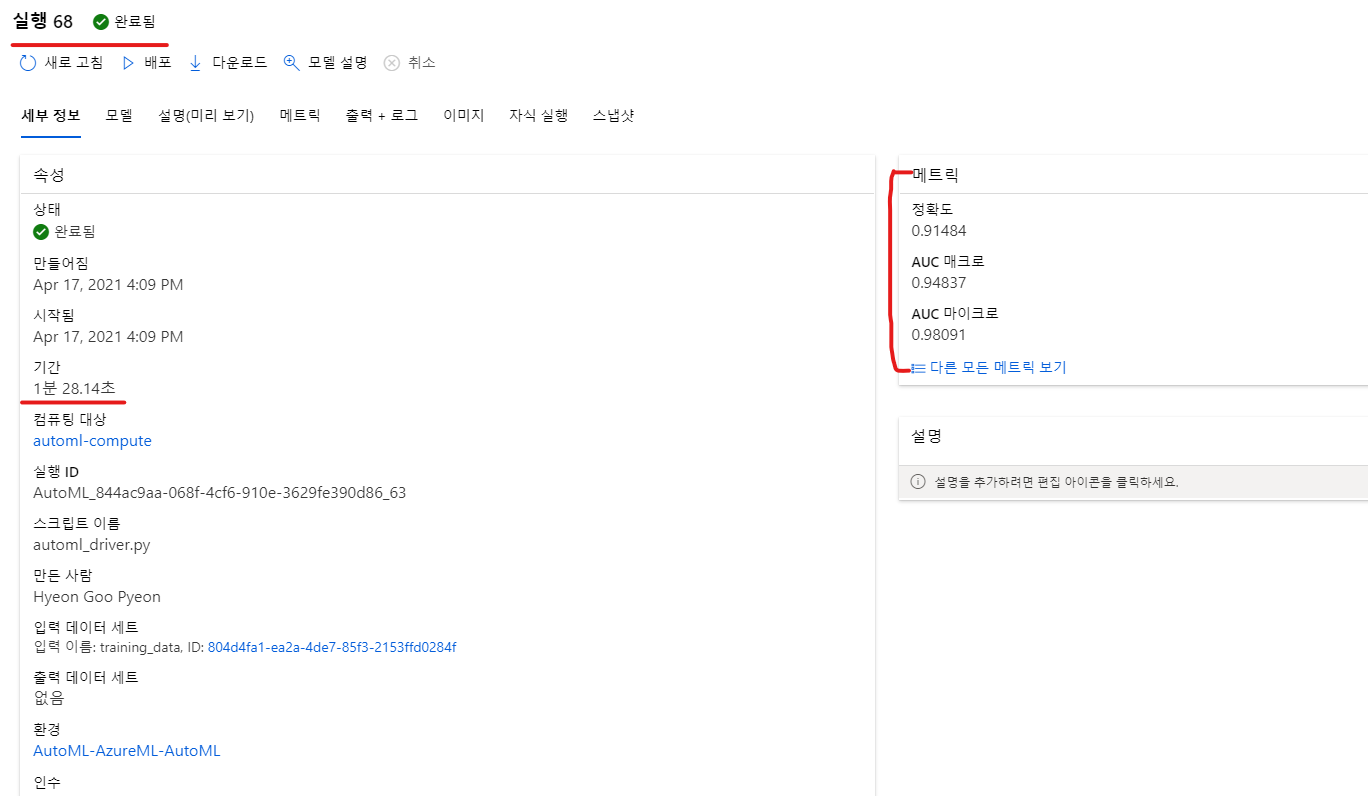 실행 68 완료됨
새로 고침 배포 다운로드 모델 설명 취소
세부 정보 모델 설명(미리 보기) 메트릭 출력 + 로그 이미지 자식 실행 스냅샷
속성
상태
완료됨
만들어짐
Apr 17, 2021 4:09 PM
시작됨
Apr 17, 2021 4:09 PM
기간
1분 28.14초
컴퓨팅 대상
automl-compute
실행 ID
AutoML_844ac9aa-068f-4cf6-910e-3629fe390d86_63
스크립트 이름
automl_driver.py
만든 사람
Hyeon Goo Pyeon
입력 데이터 세트
입력 이름: training_data, ID: 804d4fa1-ea2a-4de7-85f3-2153ffd0284f
출력 데이터 세트
없음
환경
AutoML-AzureML-AutoML
인수
메트릭
정확도
0.91484
AUC 매크로
0.94837
AUC 마이크로
0.98091
다른 모든 메트릭 보기
설명
설명을 추가하려면 편집 아이콘을 클릭하세요.